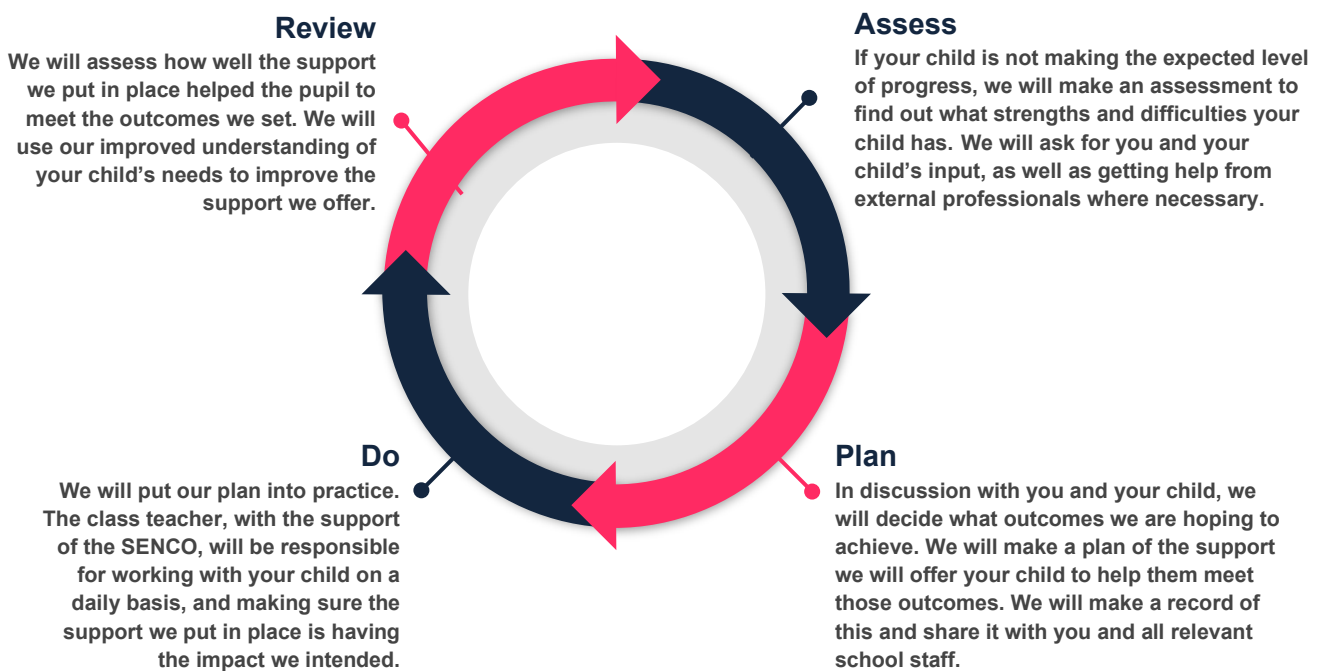 Review
We will assess how well the support
we put in place helped the pupil to
meet the outcomes we set. We will
use our improved understanding of
your child’s needs to improve the
support we offer.
Assess
If your child is not making the expected level
of progress, we will make an assessment to
find out what strengths and difficulties your
child has. We will ask for you and your
child’s input, as well as getting help from
external professionals where necessary.
Do
We will put our plan into practice.
The class teacher, with the support
of the SENCO, will be responsible
for working with your child on a
daily basis, and making sure the
support we put in place is having
the impact we intended.
Plan
In discussion with you and your child, we
will decide what outcomes we are hoping to
achieve. We will make a plan of the support
we will offer your child to help them meet
those outcomes. We will make a record of
this and share it with you and all relevant
school staff.